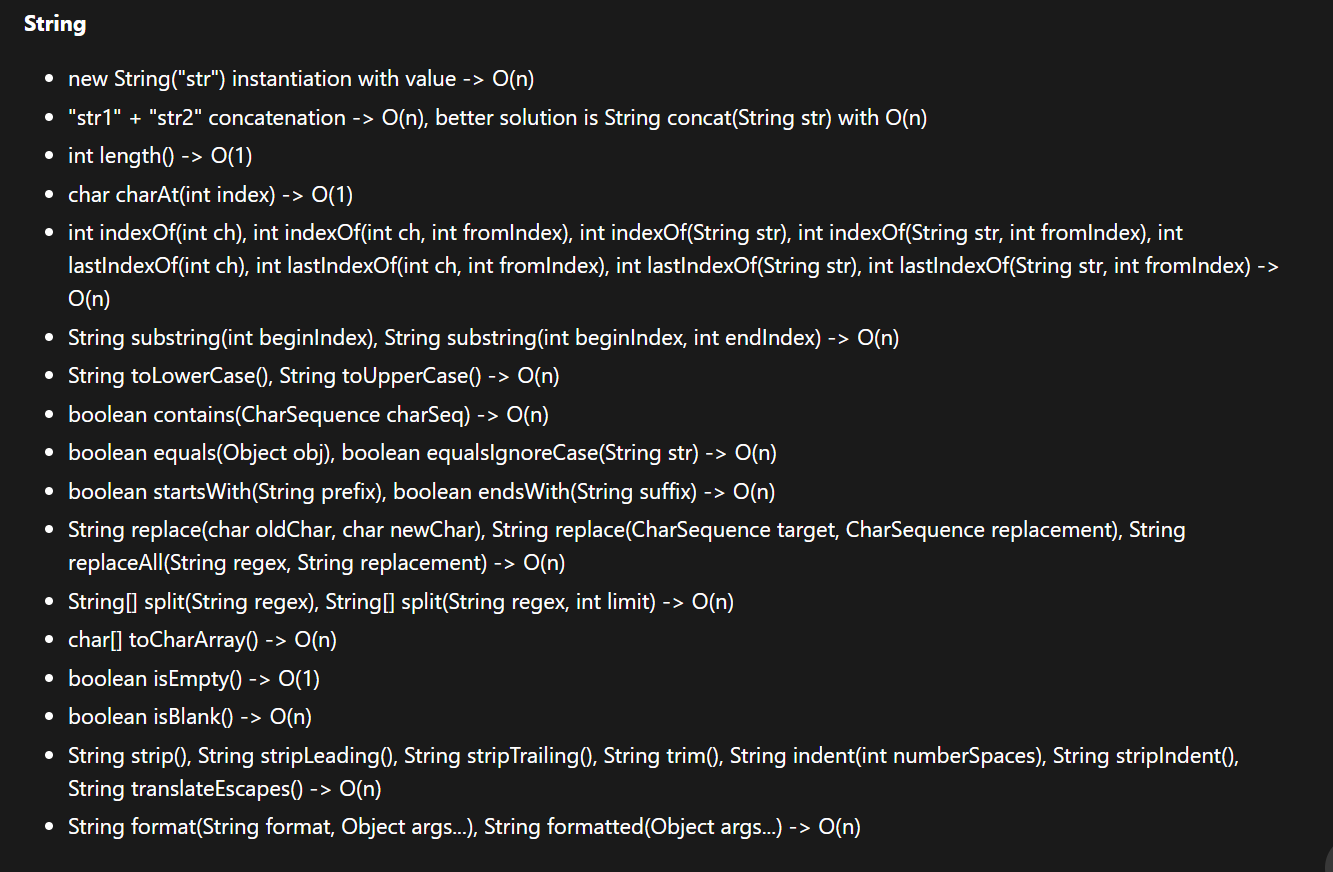 String
• new String("str") instantiation with value -> O(n)
• "str1" + "str2" concatenation -> O(n), better solution is String concat(String str) with O(n)
• int length() -> O(1)
• char charAt(int index) -> O(1)
• int indexOf(int ch), int indexOf(int ch, int fromIndex), int indexOf(String str), int indexOf(String str, int fromIndex), int
lastIndexOf(int ch), int lastIndexOf(int ch, int fromIndex), int lastIndexOf(String str), int lastIndexOf(String str, int fromIndex) ->
O(n)
• String substring(int beginIndex), String substring(int beginIndex, int endIndex) -> O(n)
• String toLowerCase(), String toUpperCase() -> O(n)
• boolean contains(CharSequence charSeq) -> O(n)
• boolean equals(Object obj), boolean equalsIgnoreCase(String str) -> O(n)
• boolean startsWith(String prefix), boolean endsWith(String suffix) -> O(n)
• String replace(char oldChar, char newChar), String replace(CharSequence target, CharSequence replacement), String
replaceAll(String regex, String replacement) -> O(n)
• String[] split(String regex), String[] split(String regex, int limit) -> O(n)
• char[] toCharArray() -> O(n)
• boolean isEmpty() -> O(1)
• boolean isBlank() -> O(n)
• String strip(), String stripLeading(), String stripTrailing(), String trim(), String indent(int numberSpaces), String stripIndent(),
String translateEscapes() -> O(n)
• String format(String format, Object args...), String formatted(Object args...) -> O(n)